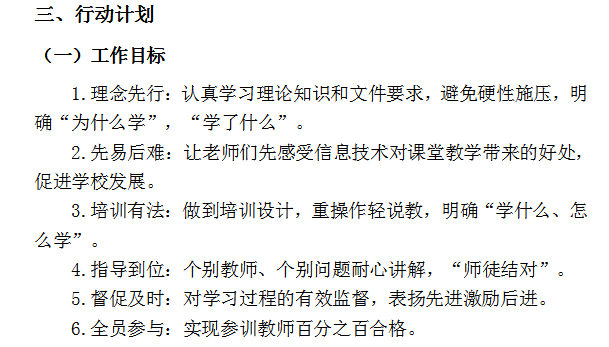 三、行动计划
（一）工作目标
1.理念先行：认真学习理论知识和文件要求，避免硬性施压，明
确“为什么学”，“学了什么”。
2.先易后难：让老师们先感受信息技术对课堂教学带来的好处，
促进学校发展。
3.培训有法：做到培训设计，重操作轻说教，明确“学什么、怎
么学”。
4.指导到位：个别教师、个别问题耐心讲解，“师徒结对”。
5.督促及时：对学习过程的有效监督，表扬先进激励后进。
6.全员参与：实现参训教师百分之百合格。